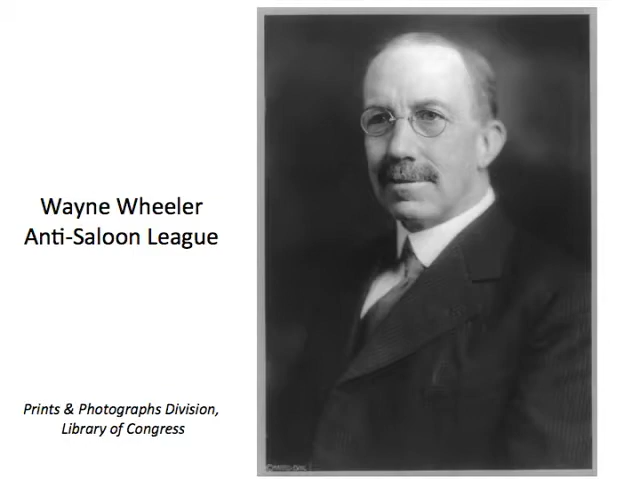 Wayne Wheeler
Anti-Saloon League
Prints & Photographs Division,
Library of Congress